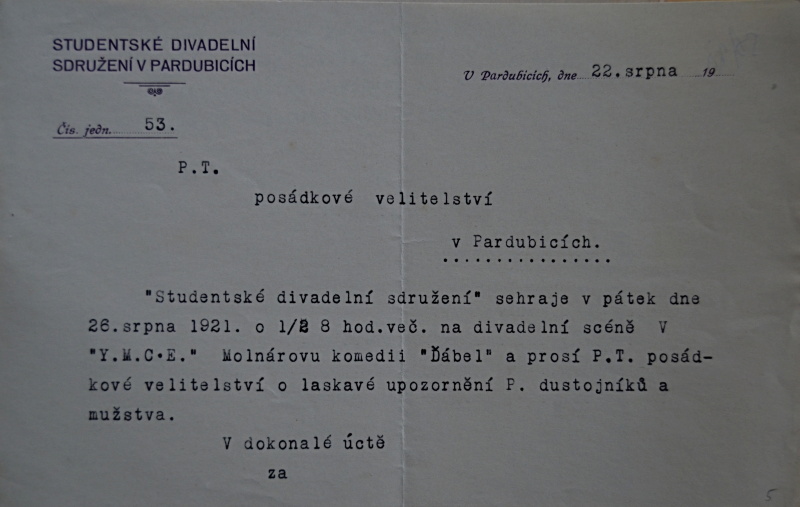 STUDENTSKÉ DIVADELNÍ
SDRUŽENÍ V PARDUBICÍCH
V Pardubicích, dne 22.srpna 19
Čís. jedn. 53.
P.T.
posádkové velitelství
v Pardubicích.
"Studentské divadelní sdružení" sehraje v pátek dne
26.srpna 1921. o 1/2 8 hod.več. na divadelní scéně V
"Y.M.C.E." Molnárovu komedii "Ďábel" a prosí P.T. posád-
kové velitelství o laskavé upozornění P. dustojníků a
mužstva.
V dokonalé úctě
za
5